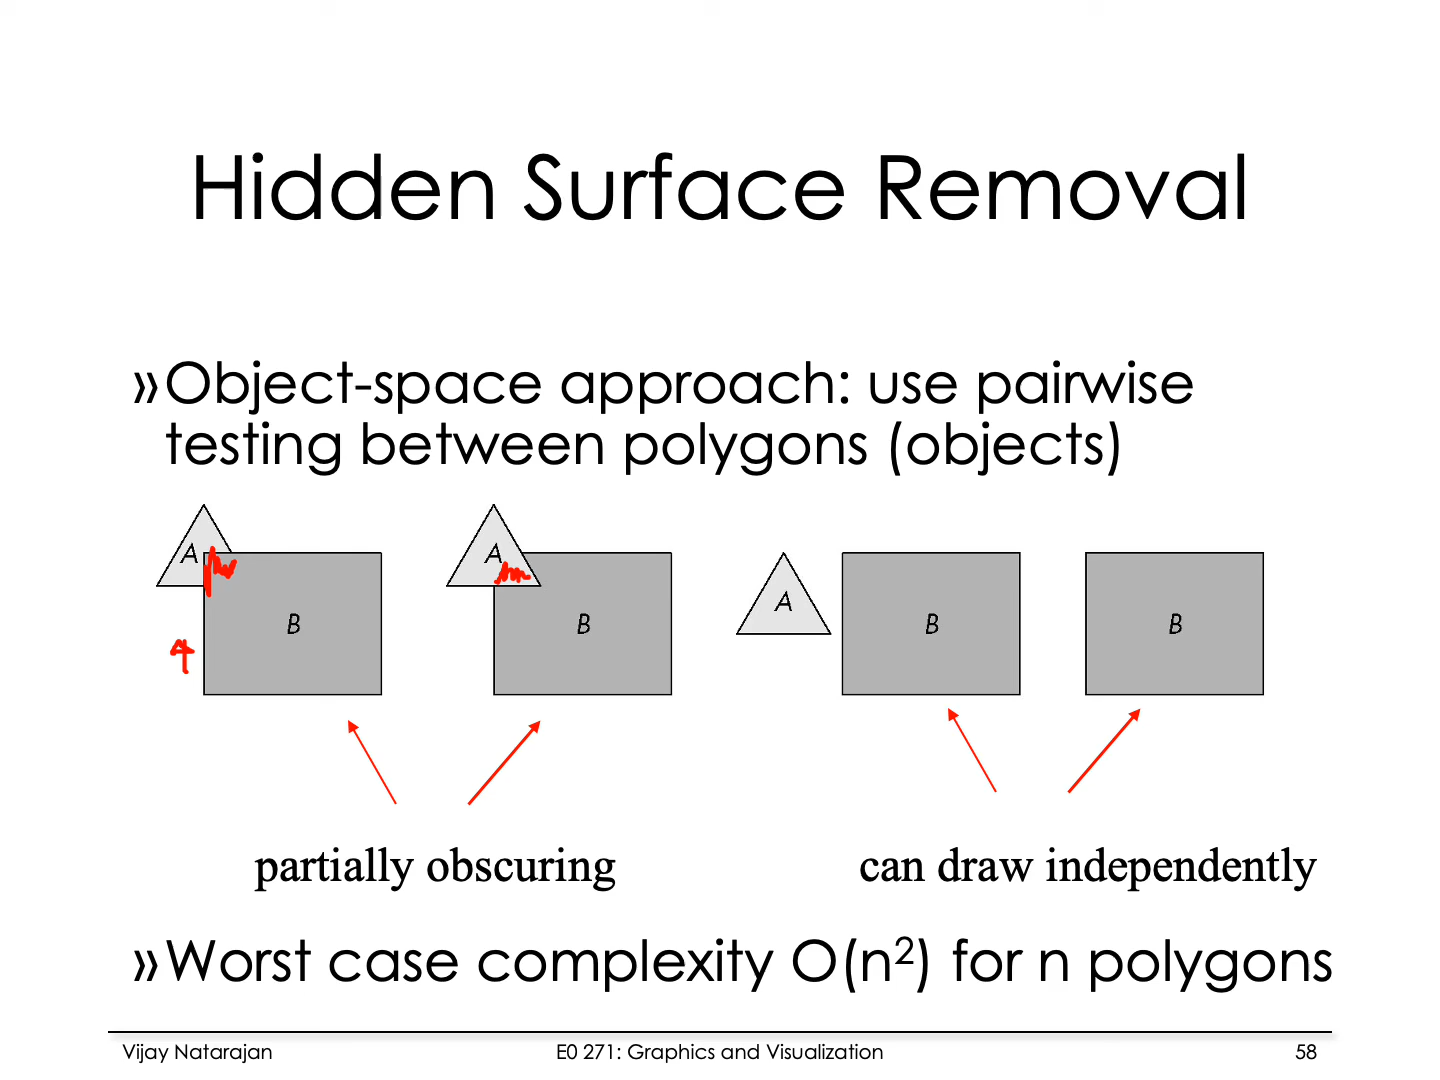 Hidden Surface Removal
»Object-space approach: use pairwise
testing between polygons (objects)
A B
A B
A B
B
partially obscuring can draw independently
»Worst case complexity O(n²) for n polygons
Vijay Natarajan E0 271: Graphics and Visualization 58